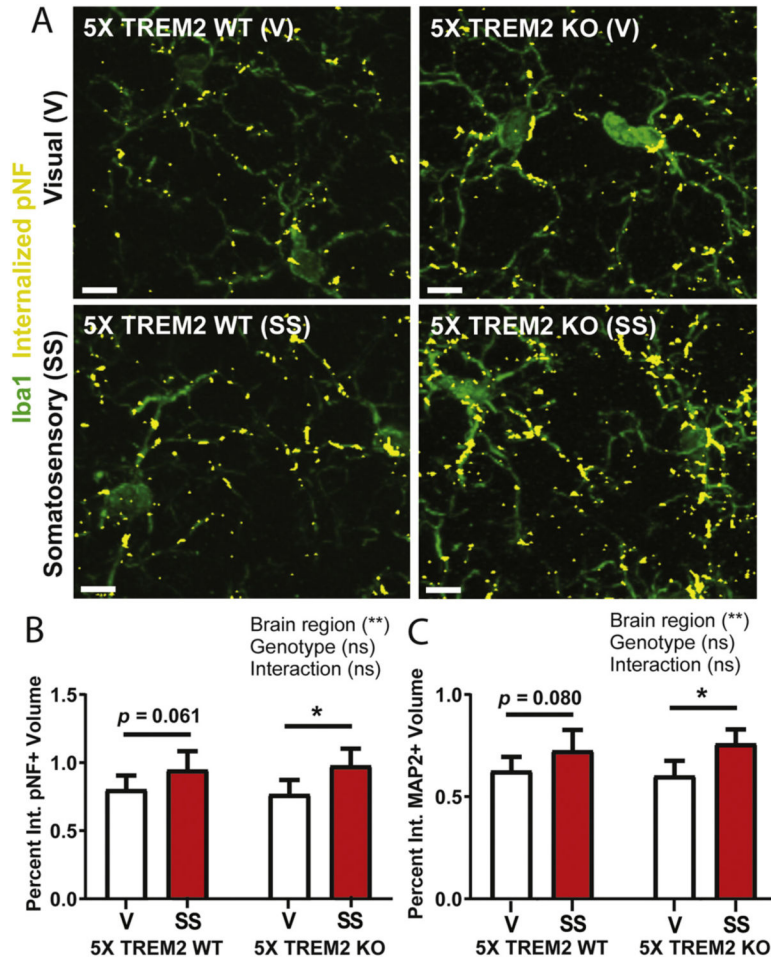 A
5X TREM2 WT (V)
5X TREM2 KO (V)
Visual (V)
5X TREM2 WT (SS)
5X TREM2 KO (SS)
Somatosensory (SS)
Iba1 Internalized pNF
B
Brain region (**)
Genotype (ns)
Interaction (ns)
Percent Int. pNF+ Volume
1.5
1.0
0.5
0.0
p = 0.061
*
V SS V SS
5X TREM2 WT 5X TREM2 KO
C
Brain region (**)
Genotype (ns)
Interaction (ns)
Percent Int. MAP2+ Volume
1.0
0.5
0.0
p = 0.080
*
V SS V SS
5X TREM2 WT 5X TREM2 KO